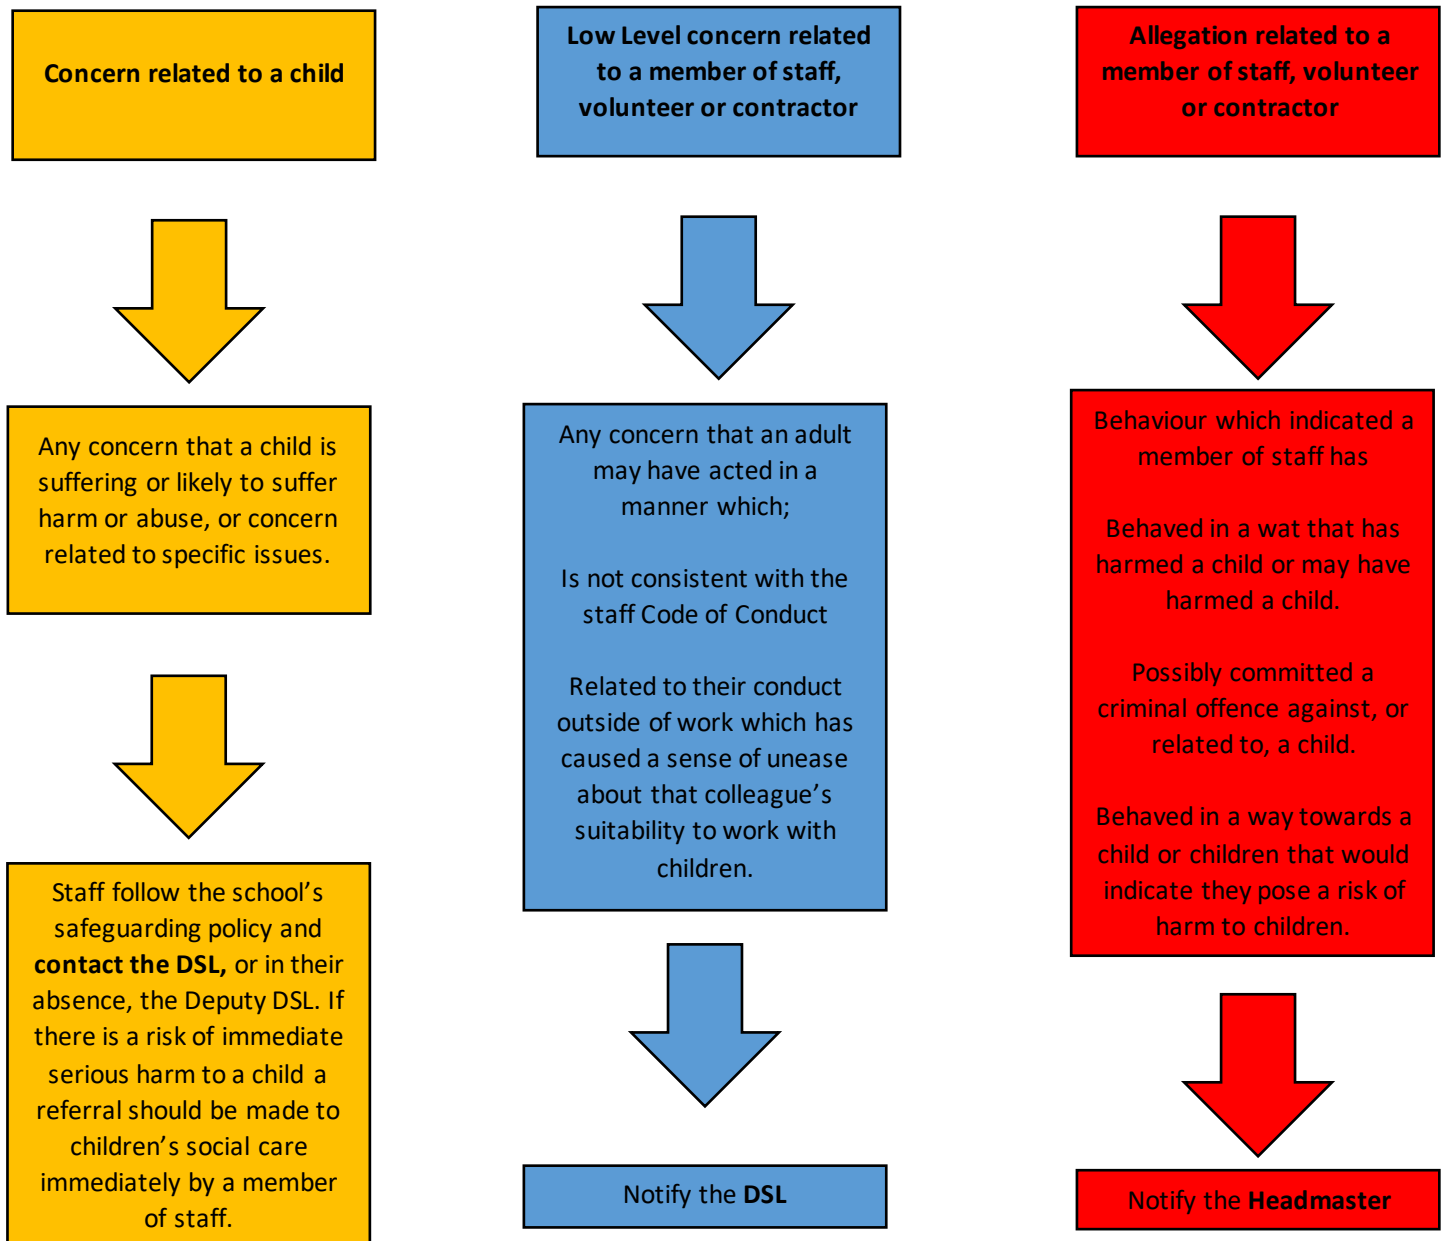 Concern related to a child
Any concern that a child is
suffering or likely to suffer
harm or abuse, or concern
related to specific issues.
Staff follow the school’s
safeguarding policy and
contact the DSL, or in their
absence, the Deputy DSL. If
there is a risk of immediate
serious harm to a child a
referral should be made to
children’s social care
immediately by a member
of staff.
Low Level concern related
to a member of staff,
volunteer or contractor
Any concern that an adult
may have acted in a
manner which;
Is not consistent with the
staff Code of Conduct
Related to their conduct
outside of work which has
caused a sense of unease
about that colleague’s
suitability to work with
children.
Notify the DSL
Allegation related to a
member of staff, volunteer
or contractor
Behaviour which indicated a
member of staff has
Behaved in a wat that has
harmed a child or may have
harmed a child.
Possibly committed a
criminal offence against, or
related to, a child.
Behaved in a way towards a
child or children that would
indicate they pose a risk of
harm to children.
Notify the Headmaster